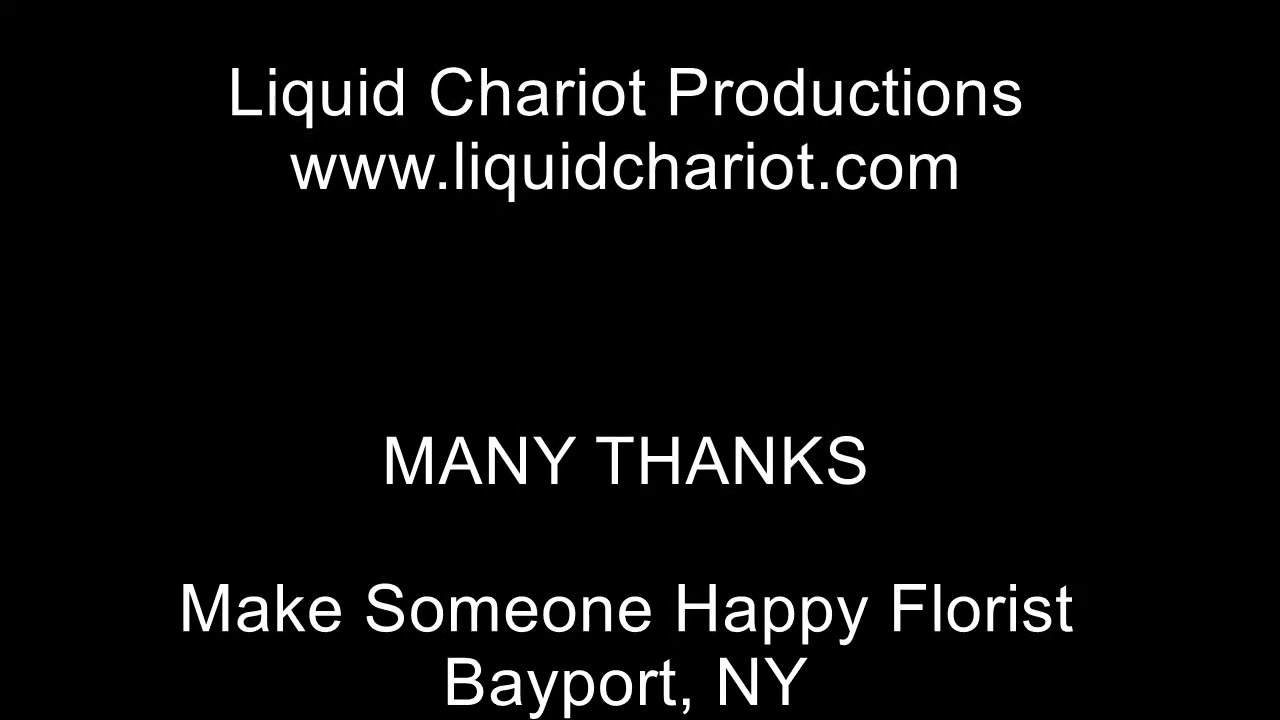 Liquid Chariot Productions
www.liquidchariot.com
MANY THANKS
Make Someone Happy Florist
Bayport, NY